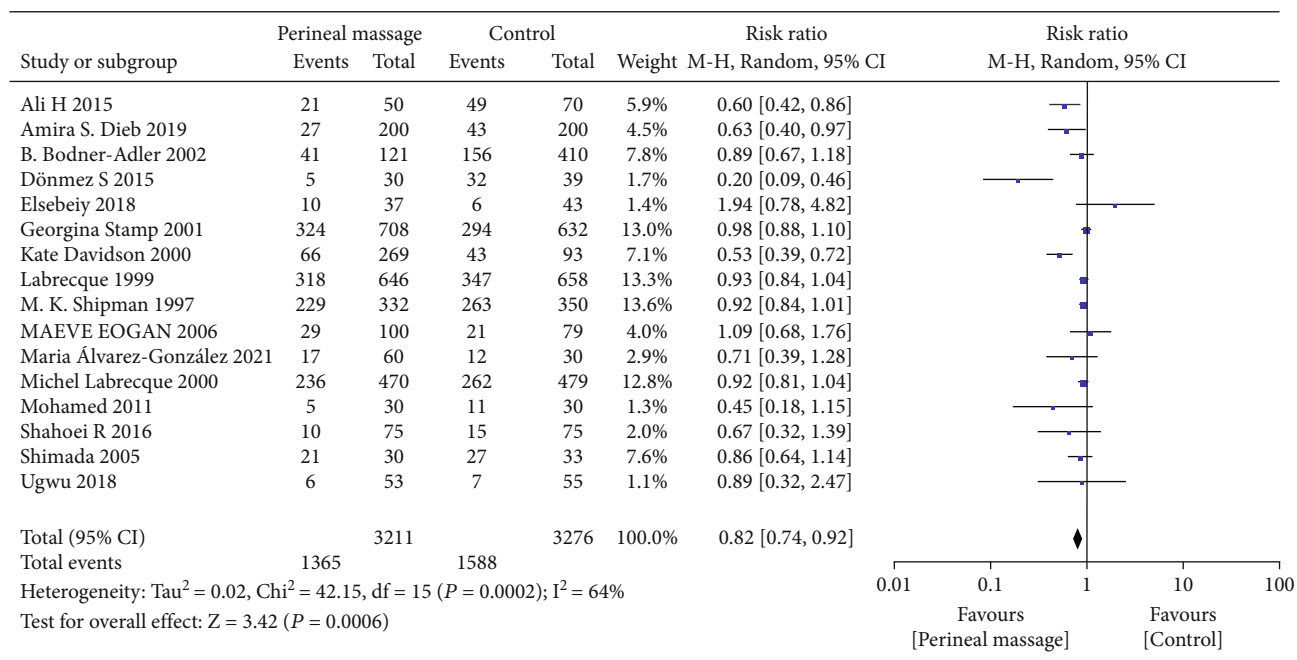 Perineal massage Control Risk ratio Risk ratio
Study or subgroup Events Total Events Total Weight M-H, Random, 95% CI M-H, Random, 95% CI
Ali H 2015 21 50 49 70 5.9% 0.60 [0.42, 0.86]
Amira S. Dieb 2019 27 200 43 200 4.5% 0.63 [0.40, 0.97]
B. Bodner-Adler 2002 41 121 156 410 7.8% 0.89 [0.67, 1.18]
Dönmez S 2015 5 30 32 39 1.7% 0.20 [0.09, 0.46]
Elsebeiy 2018 10 37 6 43 1.4% 1.94 [0.78, 4.82]
Georgina Stamp 2001 324 708 294 632 13.0% 0.98 [0.88, 1.10]
Kate Davidson 2000 66 269 43 93 7.1% 0.53 [0.39, 0.72]
Labrecque 1999 318 646 347 658 13.3% 0.93 [0.84, 1.04]
M. K. Shipman 1997 229 332 263 350 13.6% 0.92 [0.84, 1.01]
MAEVE EOGAN 2006 29 100 21 79 4.0% 1.09 [0.68, 1.76]
Maria Álvarez-González 2021 17 60 12 30 2.9% 0.71 [0.39, 1.28]
Michel Labrecque 2000 236 470 262 479 12.8% 0.92 [0.81, 1.04]
Mohamed 2011 5 30 11 30 1.3% 0.45 [0.18, 1.15]
Shahoei R 2016 10 75 15 75 2.0% 0.67 [0.32, 1.39]
Shimada 2005 21 30 27 33 7.6% 0.86 [0.64, 1.14]
Ugwu 2018 6 53 7 55 1.1% 0.89 [0.32, 2.47]
Total (95% CI) 3211 3276 100.0% 0.82 [0.74, 0.92]
Total events 1365 1588
Heterogeneity: Tau² = 0.02, Chi² = 42.15, df = 15 (P = 0.0002); I² = 64%
Test for overall effect: Z = 3.42 (P = 0.0006)
0.01 0.1 1 10 100
Favours Favours
[Perineal massage] [Control]